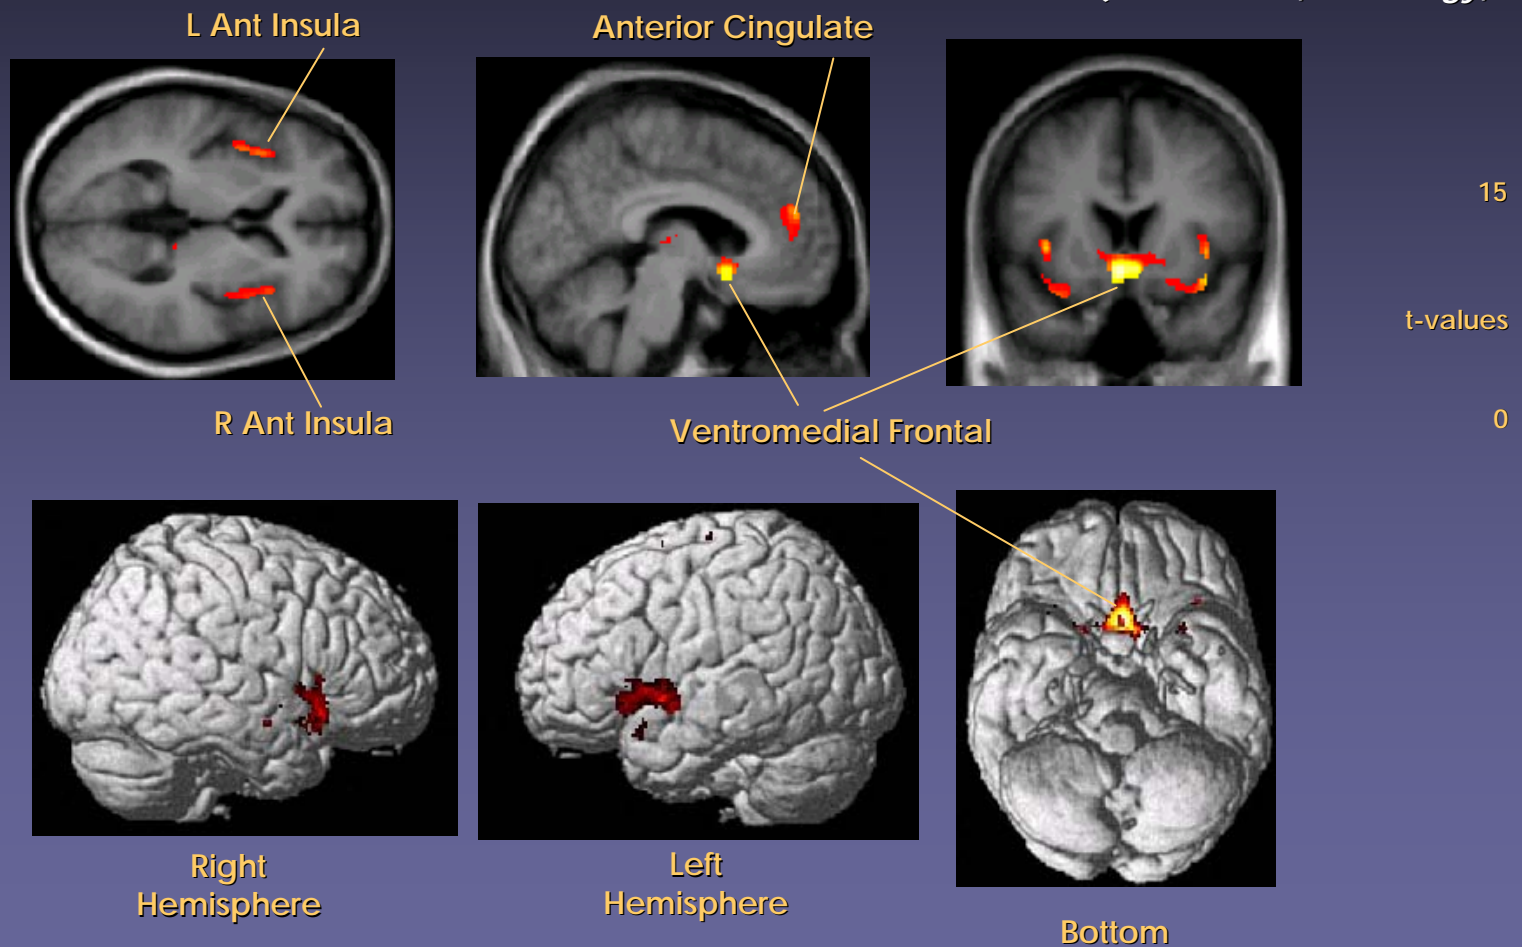 L Ant Insula
Anterior Cingulate
15
t-values
0
R Ant Insula
Ventromedial Frontal
Right
Hemisphere
Left
Hemisphere
Bottom